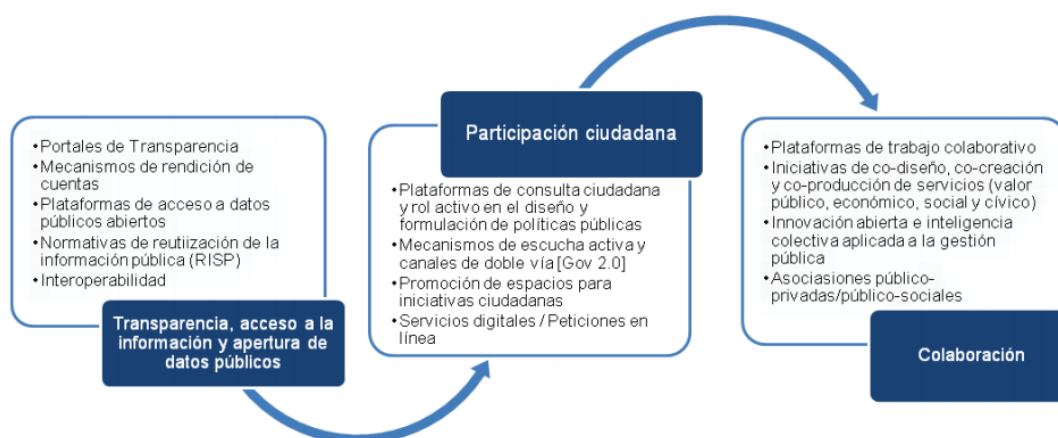 •Portales de Transparencia
•Mecanismos de rendición de
cuentas
•Plataformas de acceso a datos
públicos abiertos
•Normativas de reutiización de la
información pública (RISP)
•Interoperabilidad
Transparencia, acceso a la
información y apertura de
datos públicos
Participación ciudadana
•Plataformas de consulta ciudadana
y rol activo en el diseño y
formulación de políticas públicas
•Mecanismos de escucha activa y
canales de doble vía [Gov 2.0]
•Promoción de espacios para
iniciativas ciudadanas
•Servicios digitales / Peticiones en
línea
•Plataformas de trabajo colaborativo
•Iniciativas de co-diseño, co-creación
y co-producción de servicios (valor
público, económico, social y cívico)
•Innovación abierta e inteligencia
colectiva aplicada a la gestión
pública
•Asociasiones público-
privadas/público-sociales
Colaboración